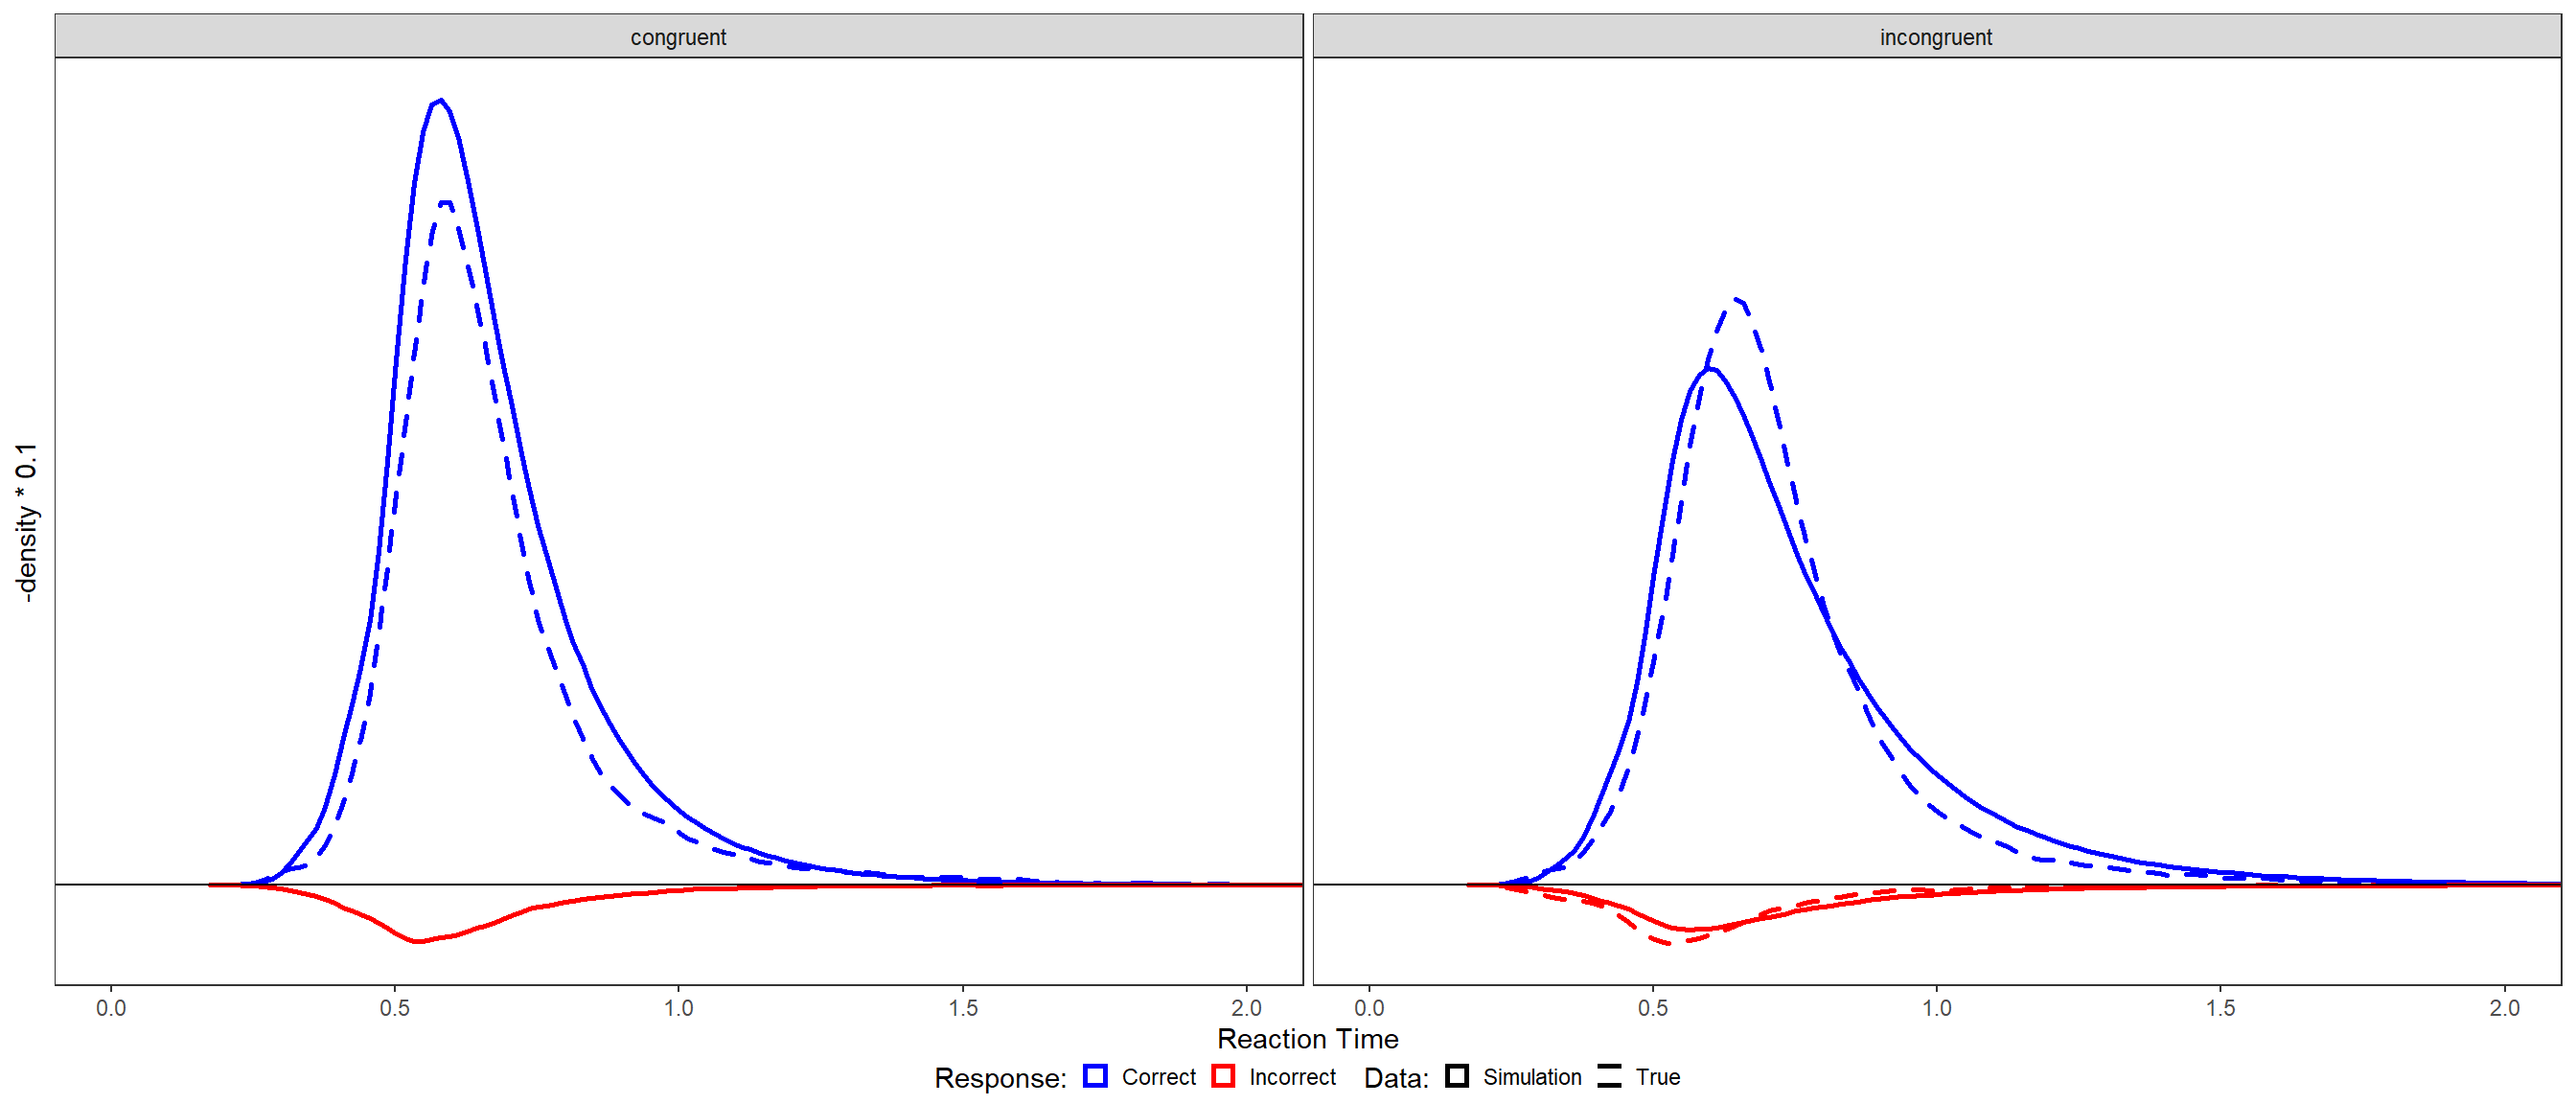 congruent
incongruent
-density * 0.1
0.0 0.5 1.0 1.5 2.0
0.0 0.5 1.0 1.5 2.0
Reaction Time
Response: Correct Incorrect Data: Simulation True